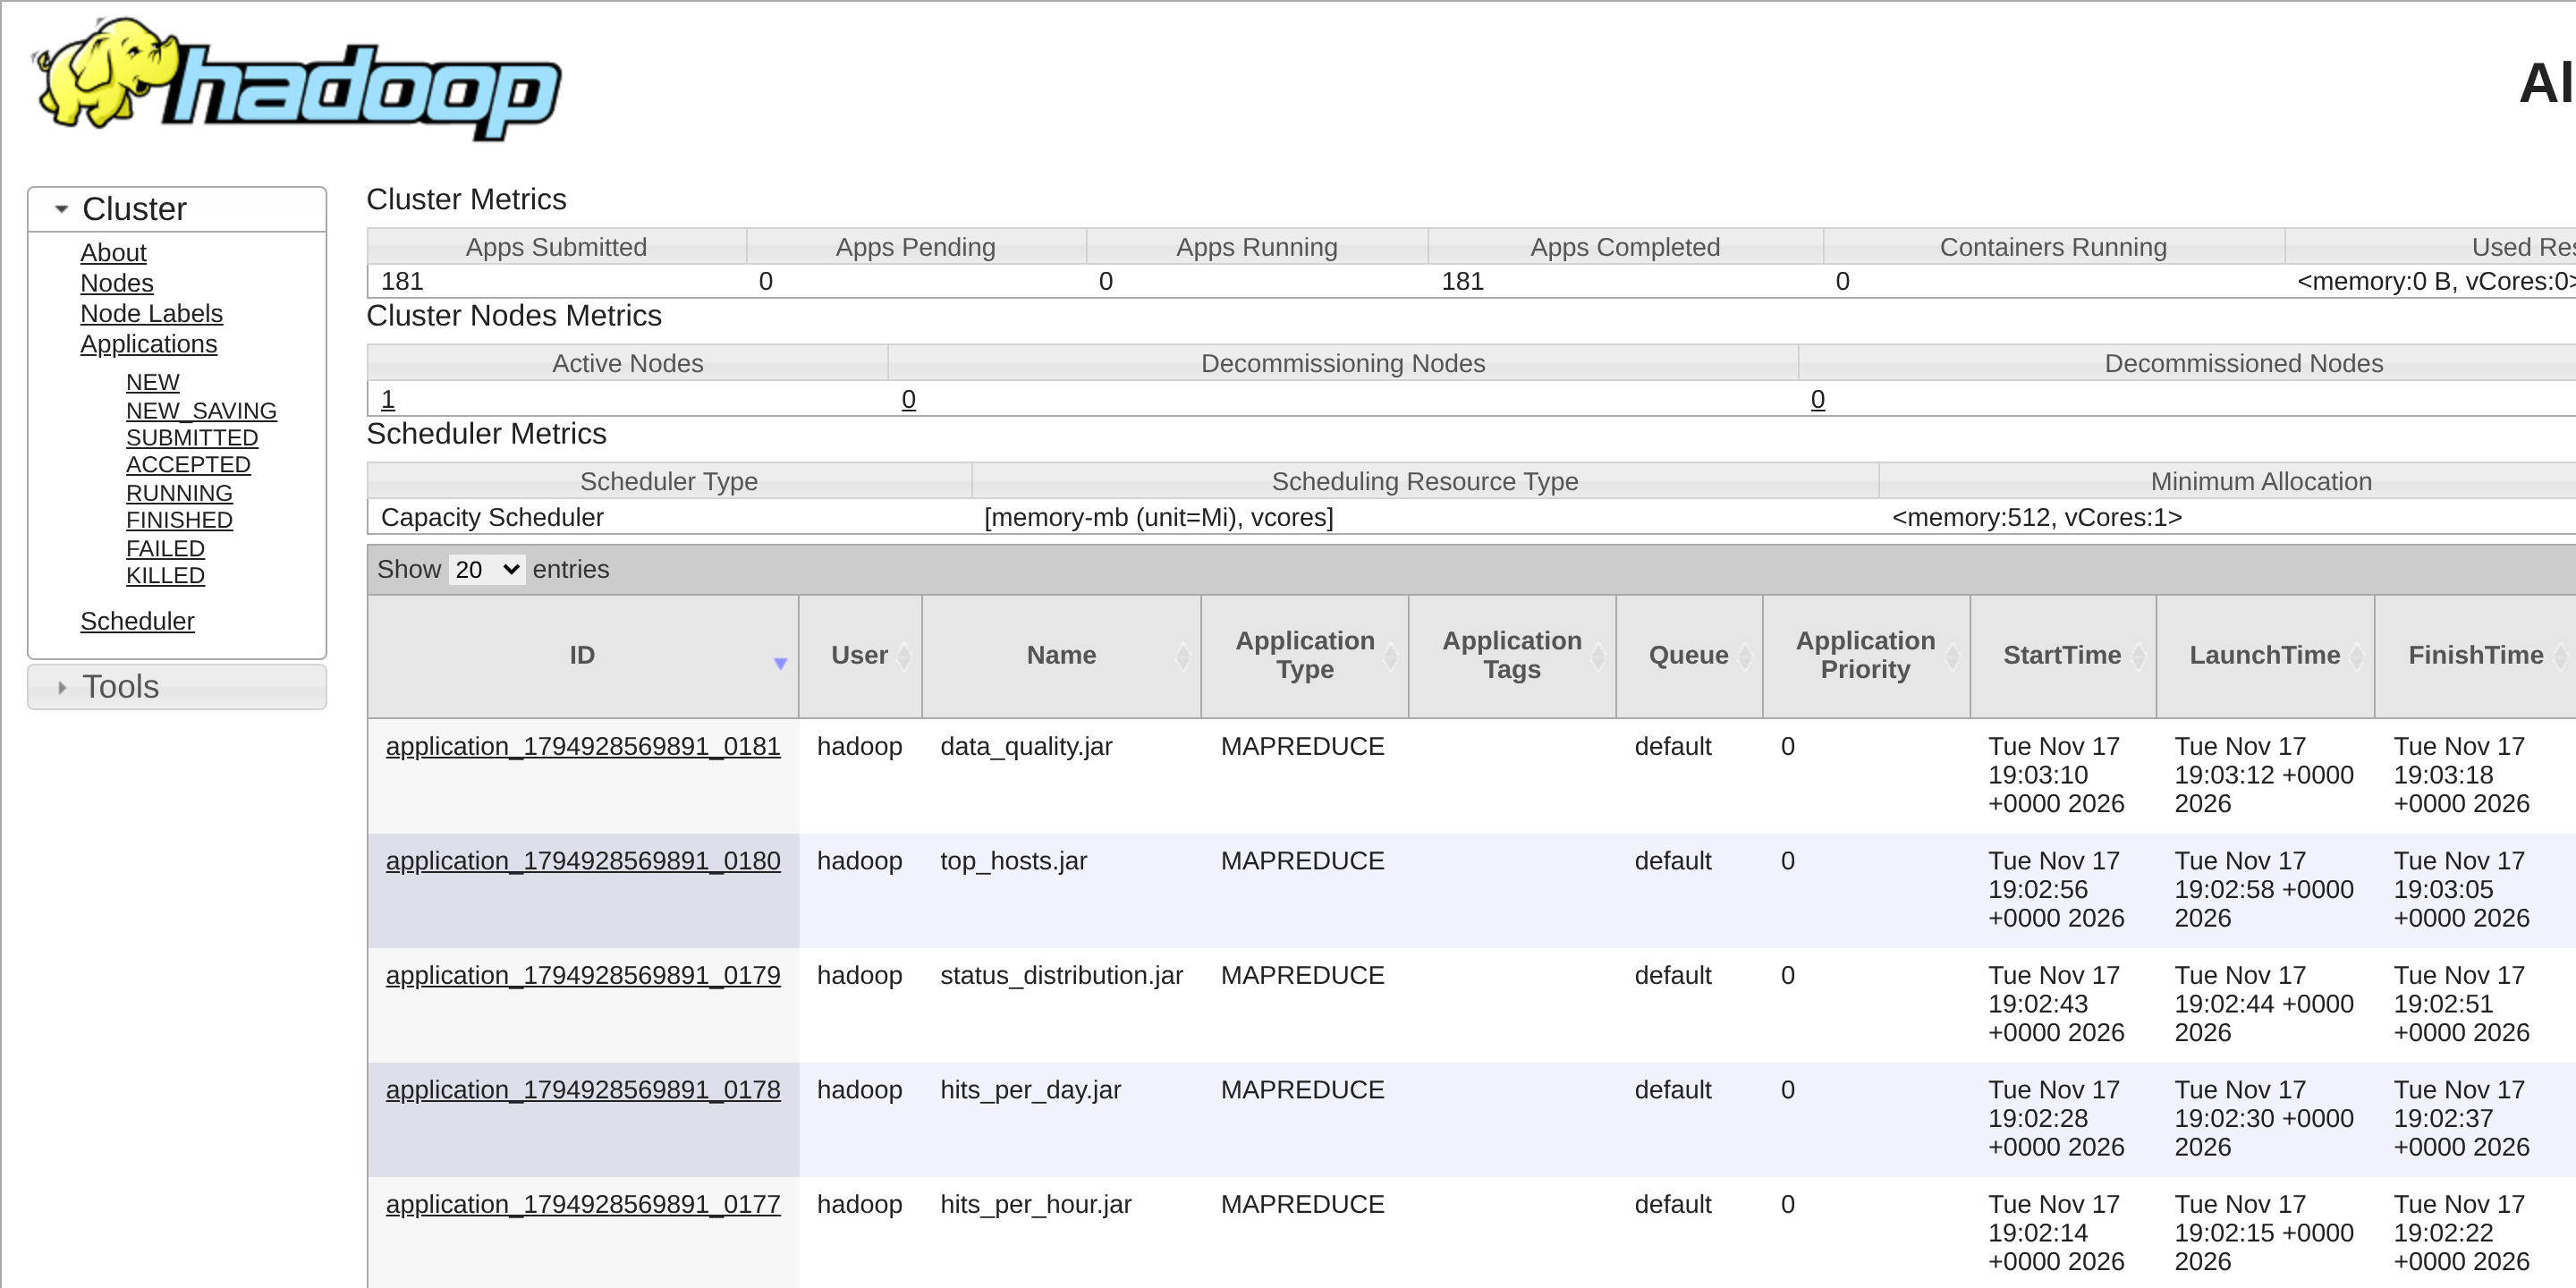 hadoop
Al
Cluster
About
Nodes
Node Labels
Applications
NEW
NEW_SAVING
SUBMITTED
ACCEPTED
RUNNING
FINISHED
FAILED
KILLED
Scheduler
Tools
Cluster Metrics
Apps Submitted Apps Pending Apps Running Apps Completed Containers Running Used Res
181 0 0 181 0 <memory:0 B, vCores:0>
Cluster Nodes Metrics
Active Nodes Decommissioning Nodes Decommissioned Nodes
1 0 0
Scheduler Metrics
Scheduler Type Scheduling Resource Type Minimum Allocation
Capacity Scheduler [memory-mb (unit=Mi), vcores] <memory:512, vCores:1>
Show 20 entries
ID User Name Application Type Application Tags Queue Application Priority StartTime LaunchTime FinishTime
application_1794928569891_0181 hadoop data_quality.jar MAPREDUCE default 0 Tue Nov 17 Tue Nov 17 Tue Nov 17
19:03:10 19:03:12 +0000 19:03:18
+0000 2026 2026 +0000 2026
application_1794928569891_0180 hadoop top_hosts.jar MAPREDUCE default 0 Tue Nov 17 Tue Nov 17 Tue Nov 17
19:02:56 19:02:58 +0000 19:03:05
+0000 2026 2026 +0000 2026
application_1794928569891_0179 hadoop status_distribution.jar MAPREDUCE default 0 Tue Nov 17 Tue Nov 17 Tue Nov 17
19:02:43 19:02:44 +0000 19:02:51
+0000 2026 2026 +0000 2026
application_1794928569891_0178 hadoop hits_per_day.jar MAPREDUCE default 0 Tue Nov 17 Tue Nov 17 Tue Nov 17
19:02:28 19:02:30 +0000 19:02:37
+0000 2026 2026 +0000 2026
application_1794928569891_0177 hadoop hits_per_hour.jar MAPREDUCE default 0 Tue Nov 17 Tue Nov 17 Tue Nov 17
19:02:14 19:02:15 +0000 19:02:22
+0000 2026 2026 +0000 2026